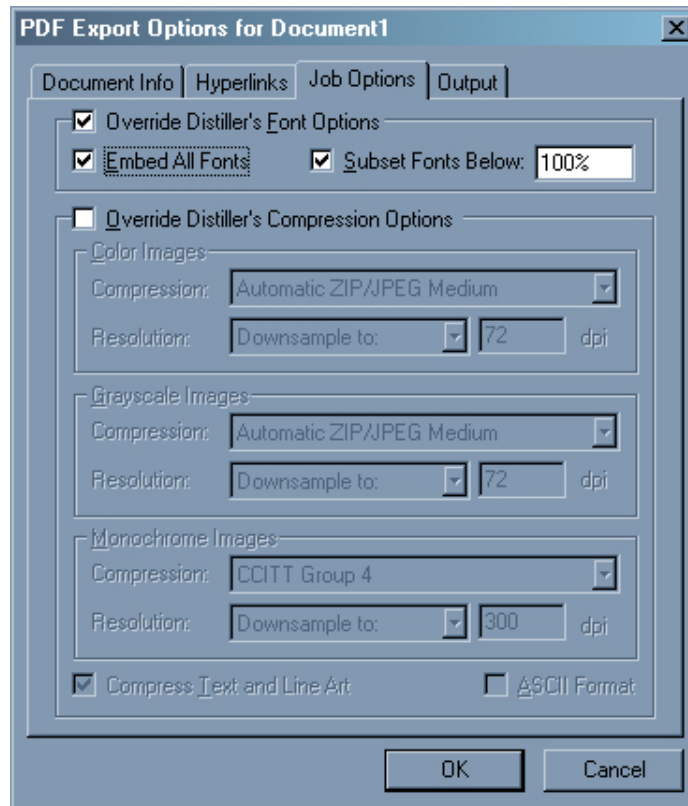 PDF Export Options for Document1
Document Info Hyperlinks Job Options Output
Override Distiller's Font Options
Embed All Fonts Subset Fonts Below: 100%
Override Distiller's Compression Options
Color Images
Compression: Automatic ZIP/JPEG Medium
Resolution: Downsample to: 72 dpi
Grayscale Images
Compression: Automatic ZIP/JPEG Medium
Resolution: Downsample to: 72 dpi
Monochrome Images
Compression: CCITT Group 4
Resolution: Downsample to: 300 dpi
Compress Text and Line Art ASCII Format
OK Cancel